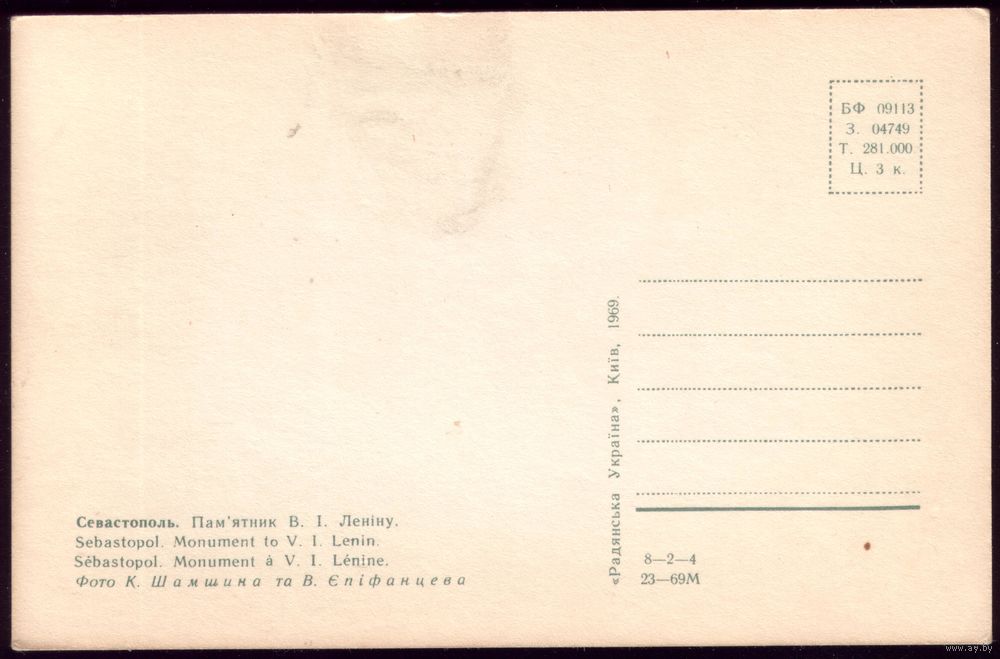 БФ 09113
З. 04749
Т. 281.000
Ц. 3 к.
«Радянська Україна», Київ, 1969.
Севастополь. Пам'ятник В. І. Леніну.
Sebastopol. Monument to V. I. Lenin.
Sébastopol. Monument à V. I. Lénine.
Фото К. Шамшина та В. Єпіфанцева
8—2—4
23—69М
www.ay.by